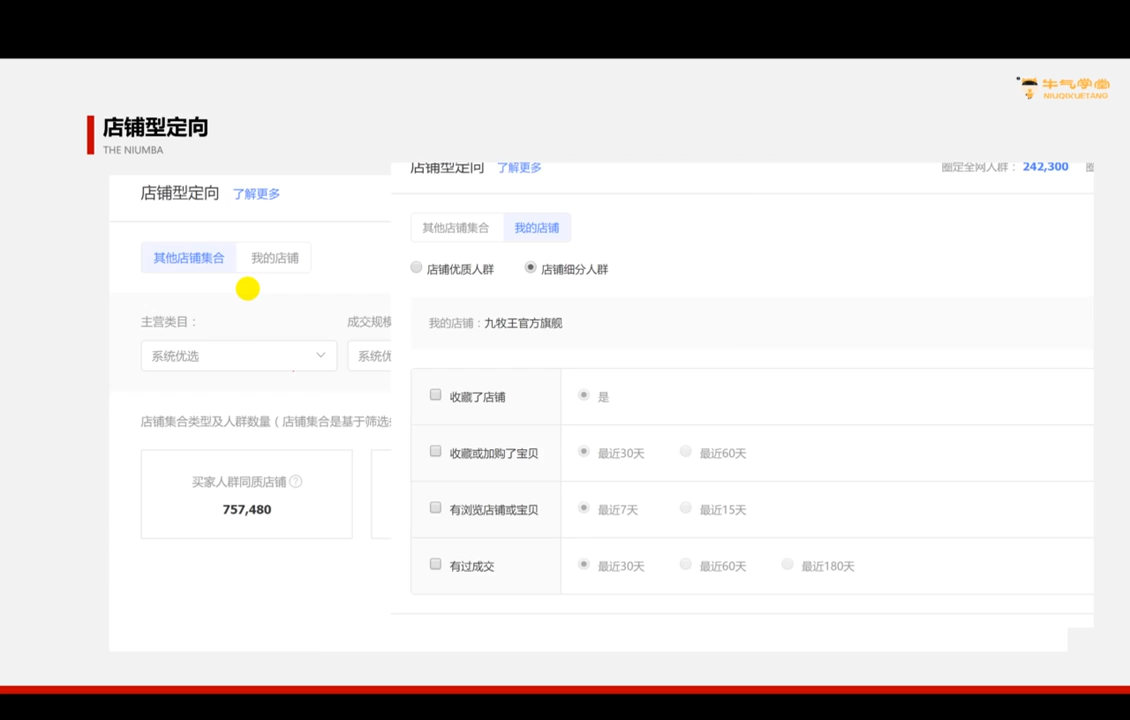 牛气学堂
NIUQIXUETANG
店铺型定向
THE NIUMBA
店铺型定向 了解更多
其他店铺集合 我的店铺
主营类目： 成交规模
系统优选 系统优
店铺集合类型及人群数量（店铺集合是基于筛选
买家人群同质店铺
757,480
店铺型定向 了解更多 圈定全网人群： 242,300 圈
其他店铺集合 我的店铺
店铺优质人群 店铺细分人群
我的店铺：九牧王官方旗舰
收藏了店铺 是
收藏或加购了宝贝 最近30天 最近60天
有浏览店铺或宝贝 最近7天 最近15天
有过成交 最近30天 最近60天 最近180天